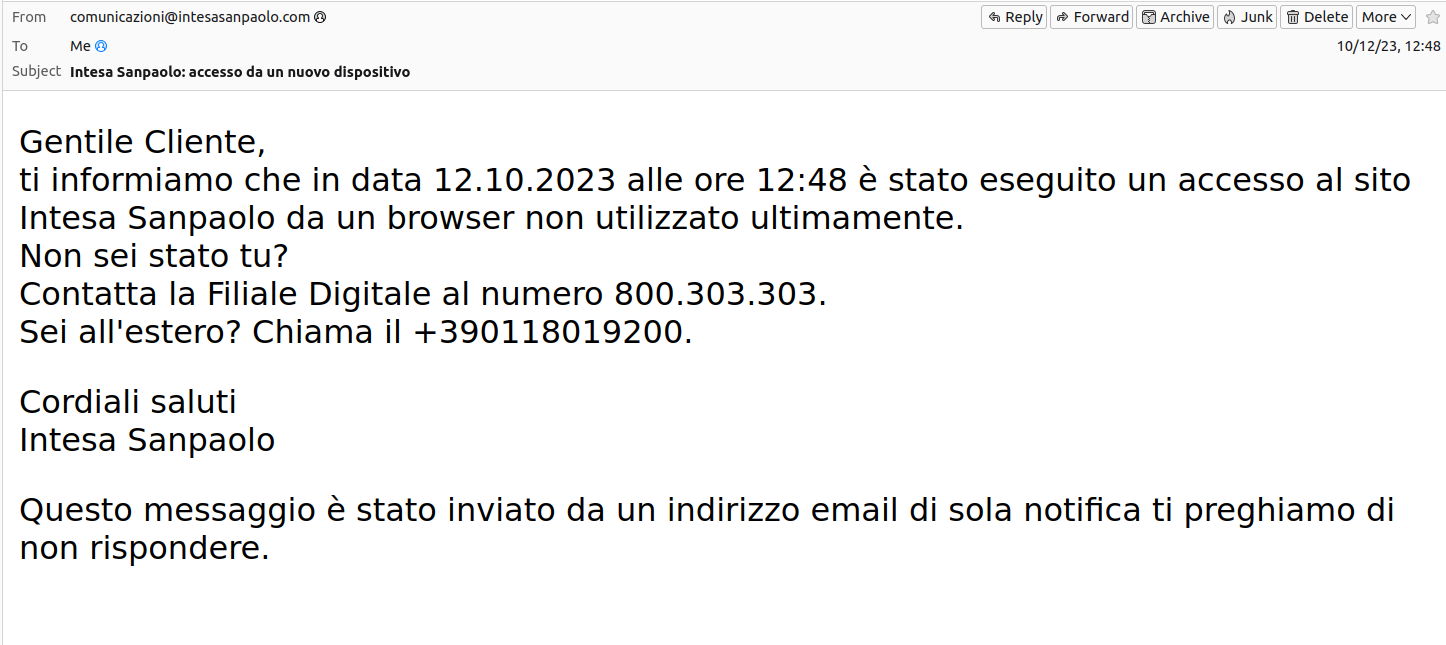 From comunicazioni@intesasanpaolo.com Reply Forward Archive Junk Delete More
To Me 10/12/23, 12:48
Subject Intesa Sanpaolo: accesso da un nuovo dispositivo
Gentile Cliente,
ti informiamo che in data 12.10.2023 alle ore 12:48 è stato eseguito un accesso al sito
Intesa Sanpaolo da un browser non utilizzato ultimamente.
Non sei stato tu?
Contatta la Filiale Digitale al numero 800.303.303.
Sei all'estero? Chiama il +390118019200.
Cordiali saluti
Intesa Sanpaolo
Questo messaggio è stato inviato da un indirizzo email di sola notifica ti preghiamo di
non rispondere.